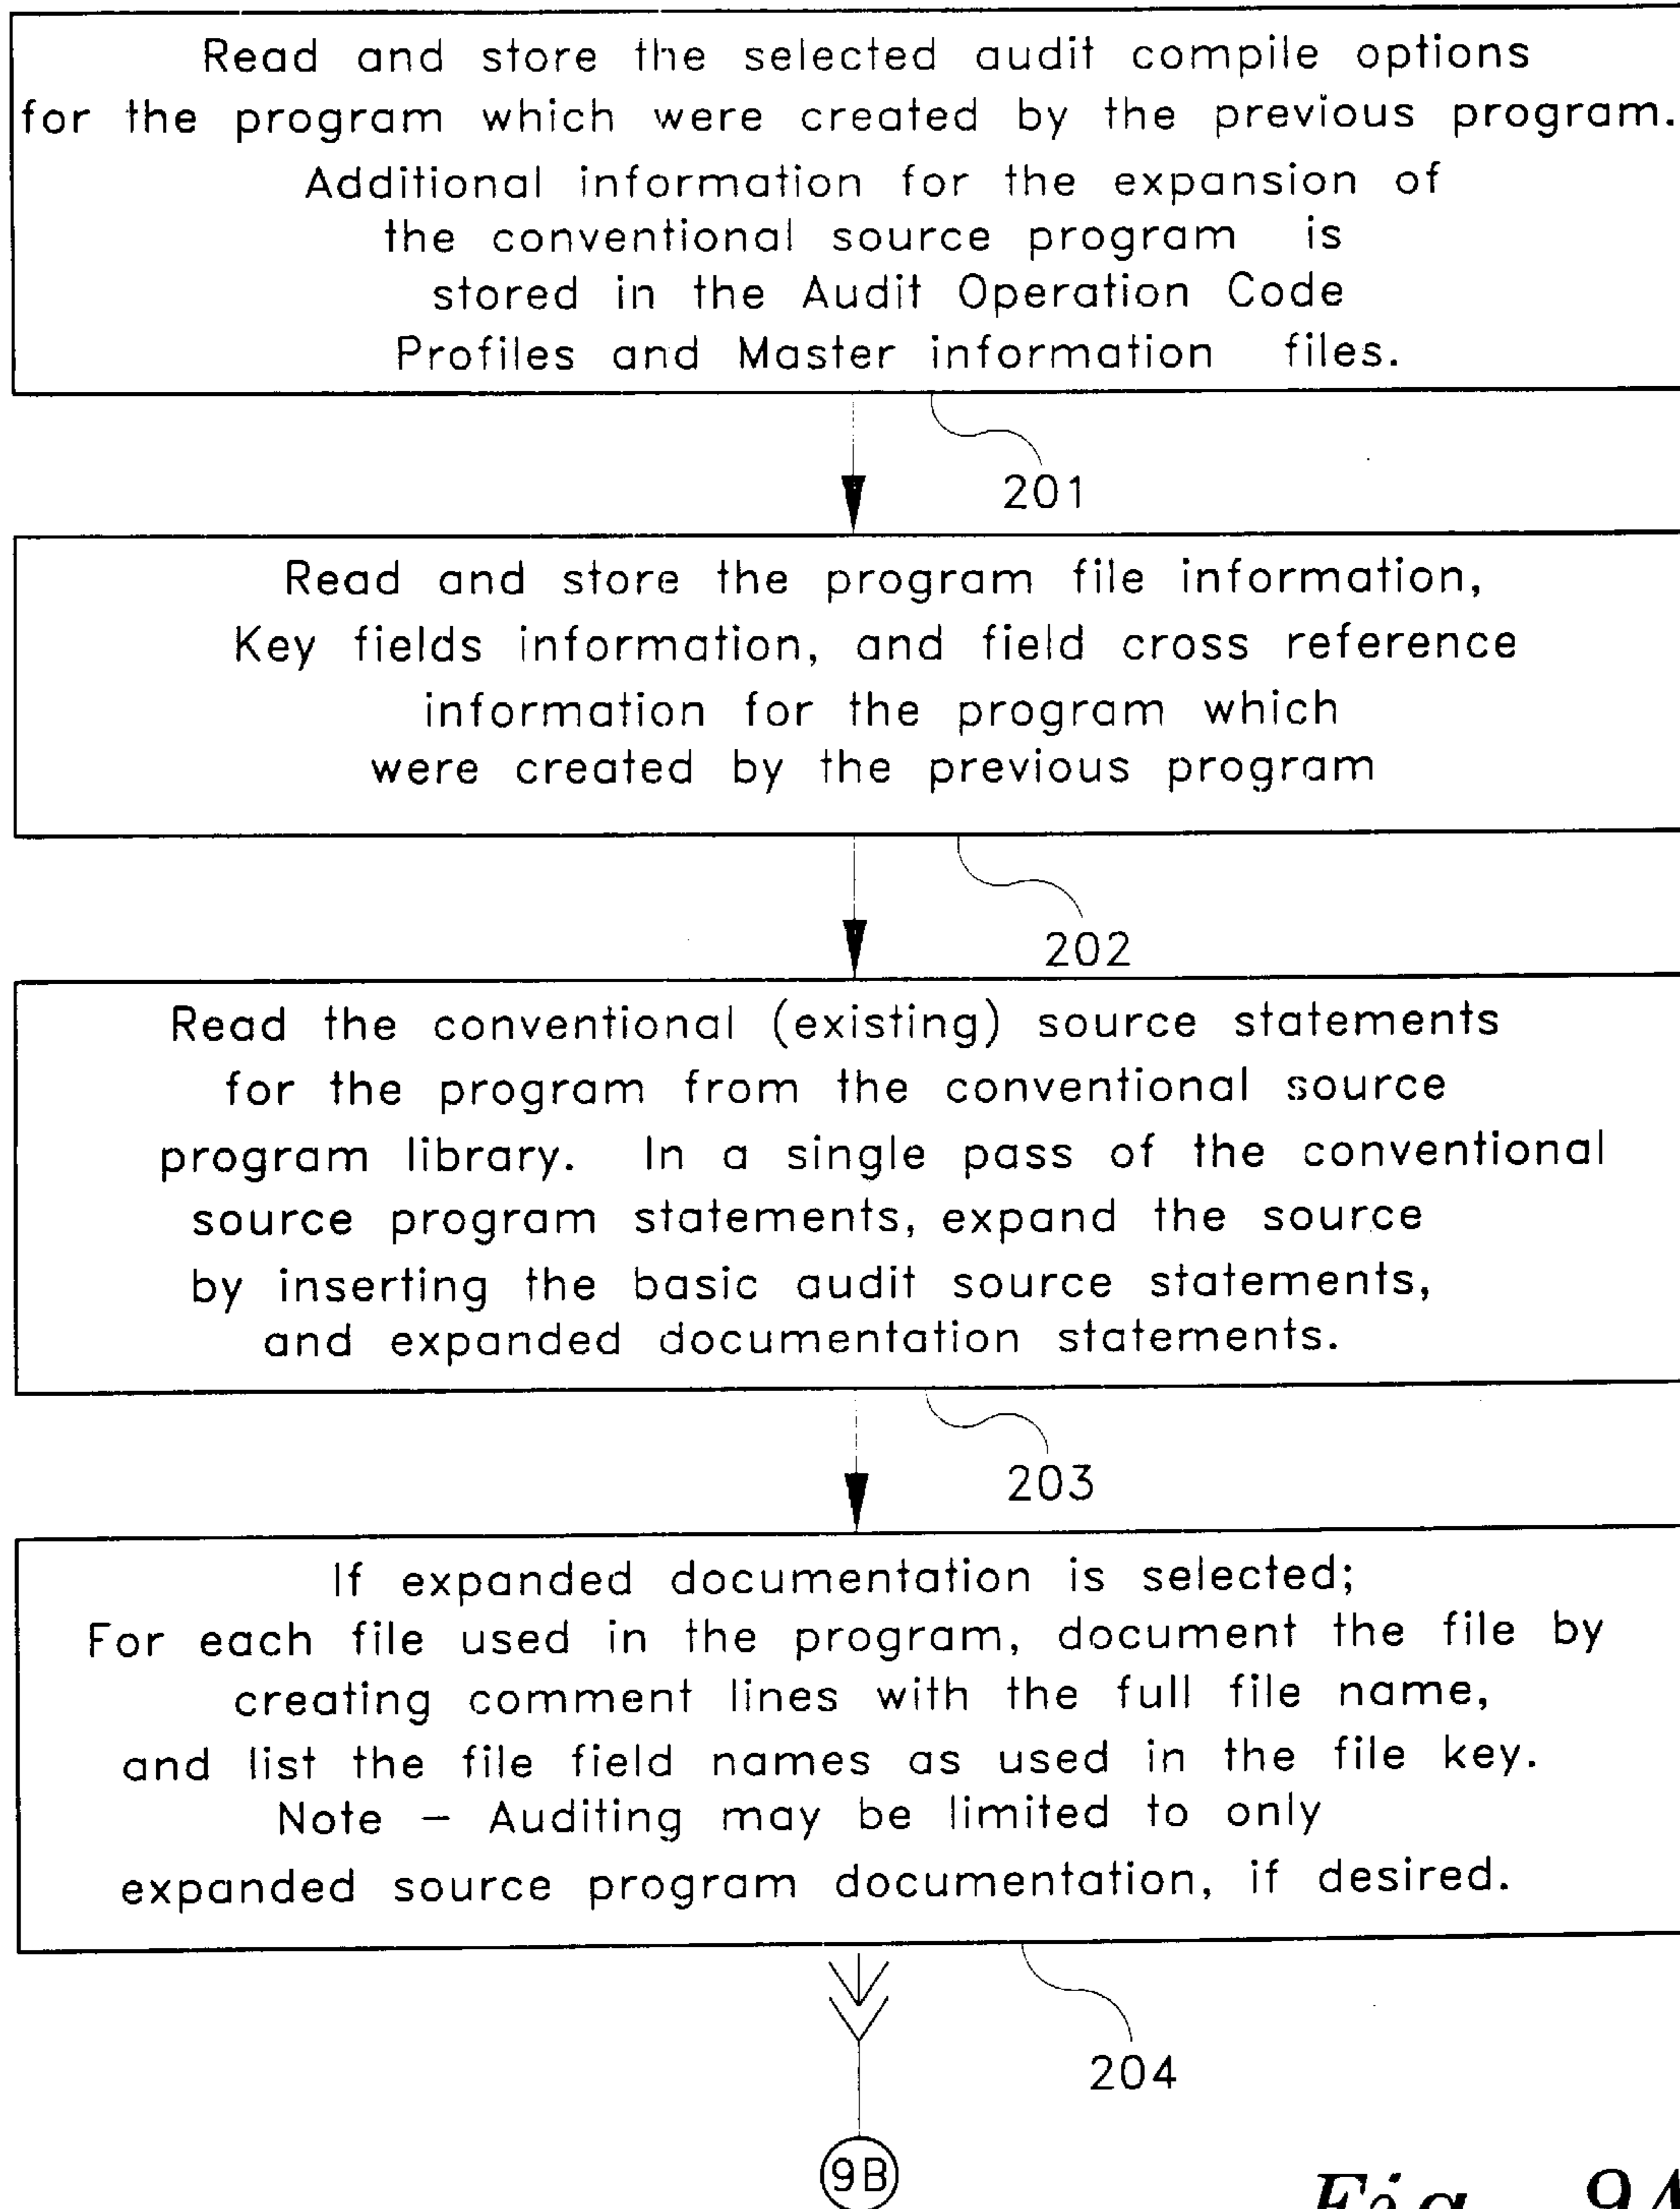 Read and store the selected audit compile options
for the program which were created by the previous program.
Additional information for the expansion of
the conventional source program is
stored in the Audit Operation Code
Profiles and Master information files.
201
Read and store the program file information,
Key fields information, and field cross reference
information for the program which
were created by the previous program
202
Read the conventional (existing) source statements
for the program from the conventional source
program library. In a single pass of the conventional
source program statements, expand the source
by inserting the basic audit source statements,
and expanded documentation statements.
203
If expanded documentation is selected;
For each file used in the program, document the file by
creating comment lines with the full file name,
and list the file field names as used in the file key.
Note – Auditing may be limited to only
expanded source program documentation, if desired.
204
9B
Fig. 9A